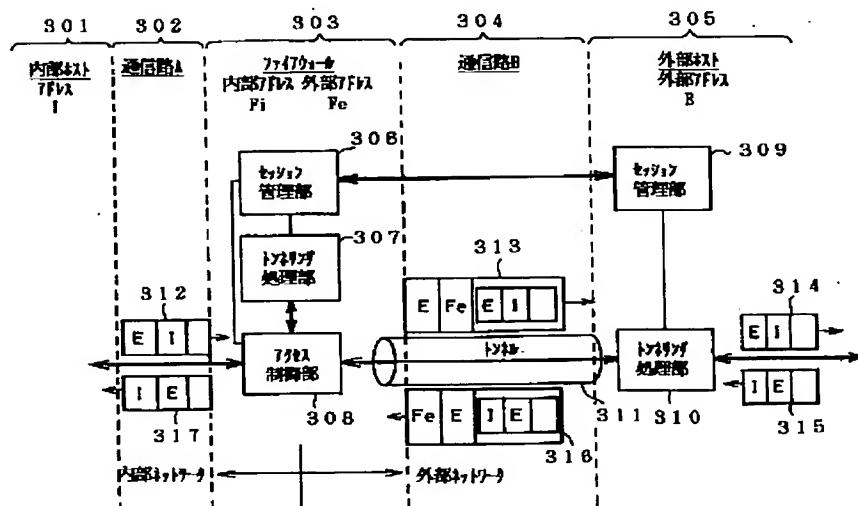 301 302 303 304 305
内部ホスト
アドレス
I
通信路A
ファイアウォール
内部アドレス 外部アドレス
Fi Fe
通信路B
外部ホスト
外部アドレス
E
306
セッション
管理部
309
セッション
管理部
307
トンネリング
処理部
312
E I
313
E Fe E I
314
E I
アクセス
制御部
トンネル
トンネリング
処理部
I E
317
308
Fe E I E
311
316
310
I E
315
内部ネットワーク 外部ネットワーク